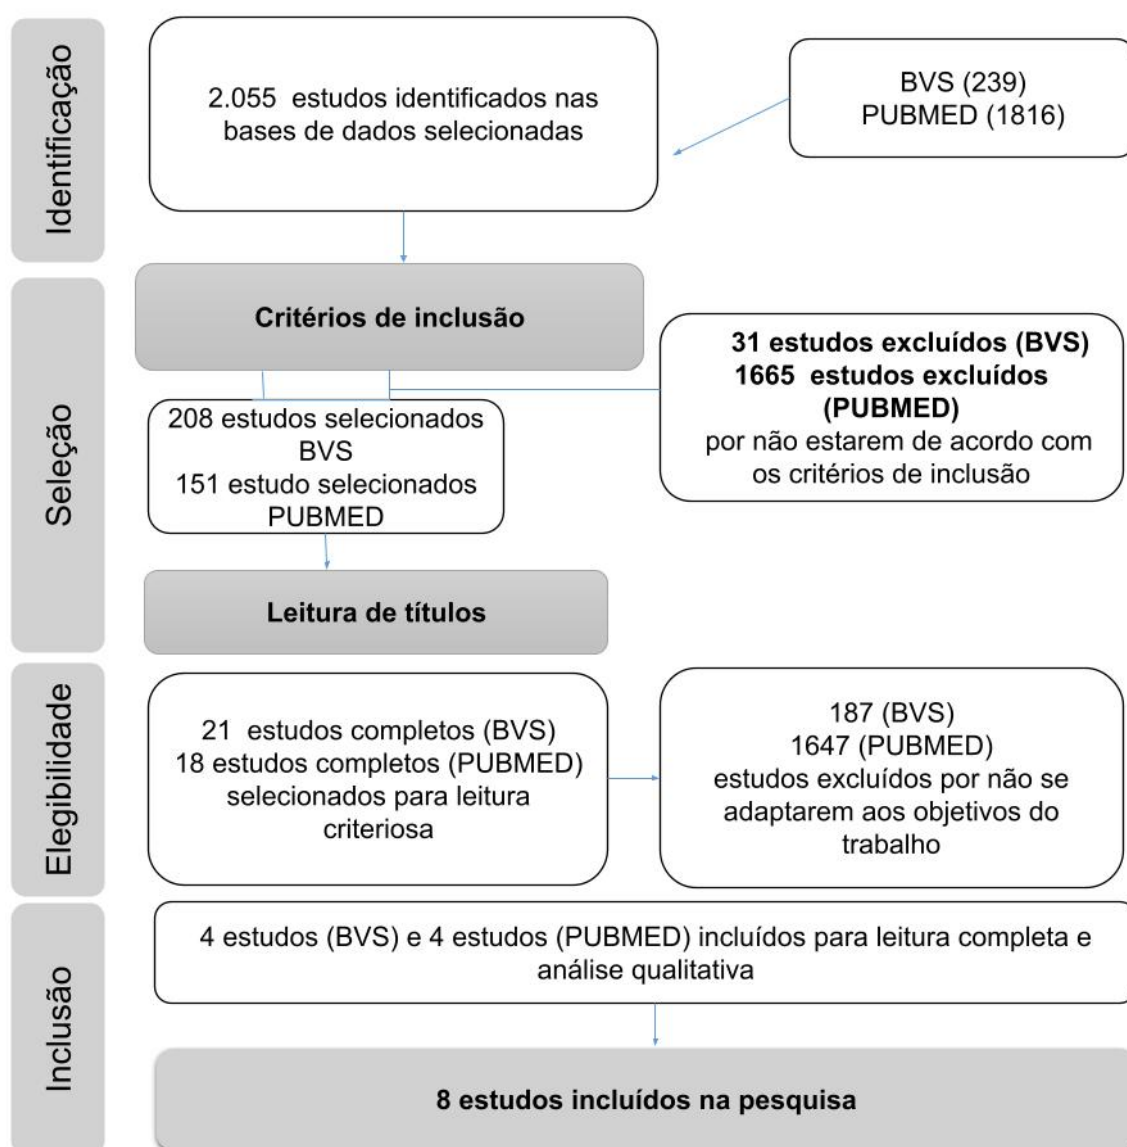 Identificação
2.055 estudos identificados nas
bases de dados selecionadas
BVS (239)
PUBMED (1816)
Seleção
Critérios de inclusão
31 estudos excluídos (BVS)
1665 estudos excluídos
(PUBMED)
por não estarem de acordo com
os critérios de inclusão
208 estudos selecionados
BVS
151 estudo selecionados
PUBMED
Leitura de títulos
Elegibilidade
21 estudos completos (BVS)
18 estudos completos (PUBMED)
selecionados para leitura
criteriosa
187 (BVS)
1647 (PUBMED)
estudos excluídos por não se
adaptarem aos objetivos do
trabalho
Inclusão
4 estudos (BVS) e 4 estudos (PUBMED) incluídos para leitura completa e
análise qualitativa
8 estudos incluídos na pesquisa